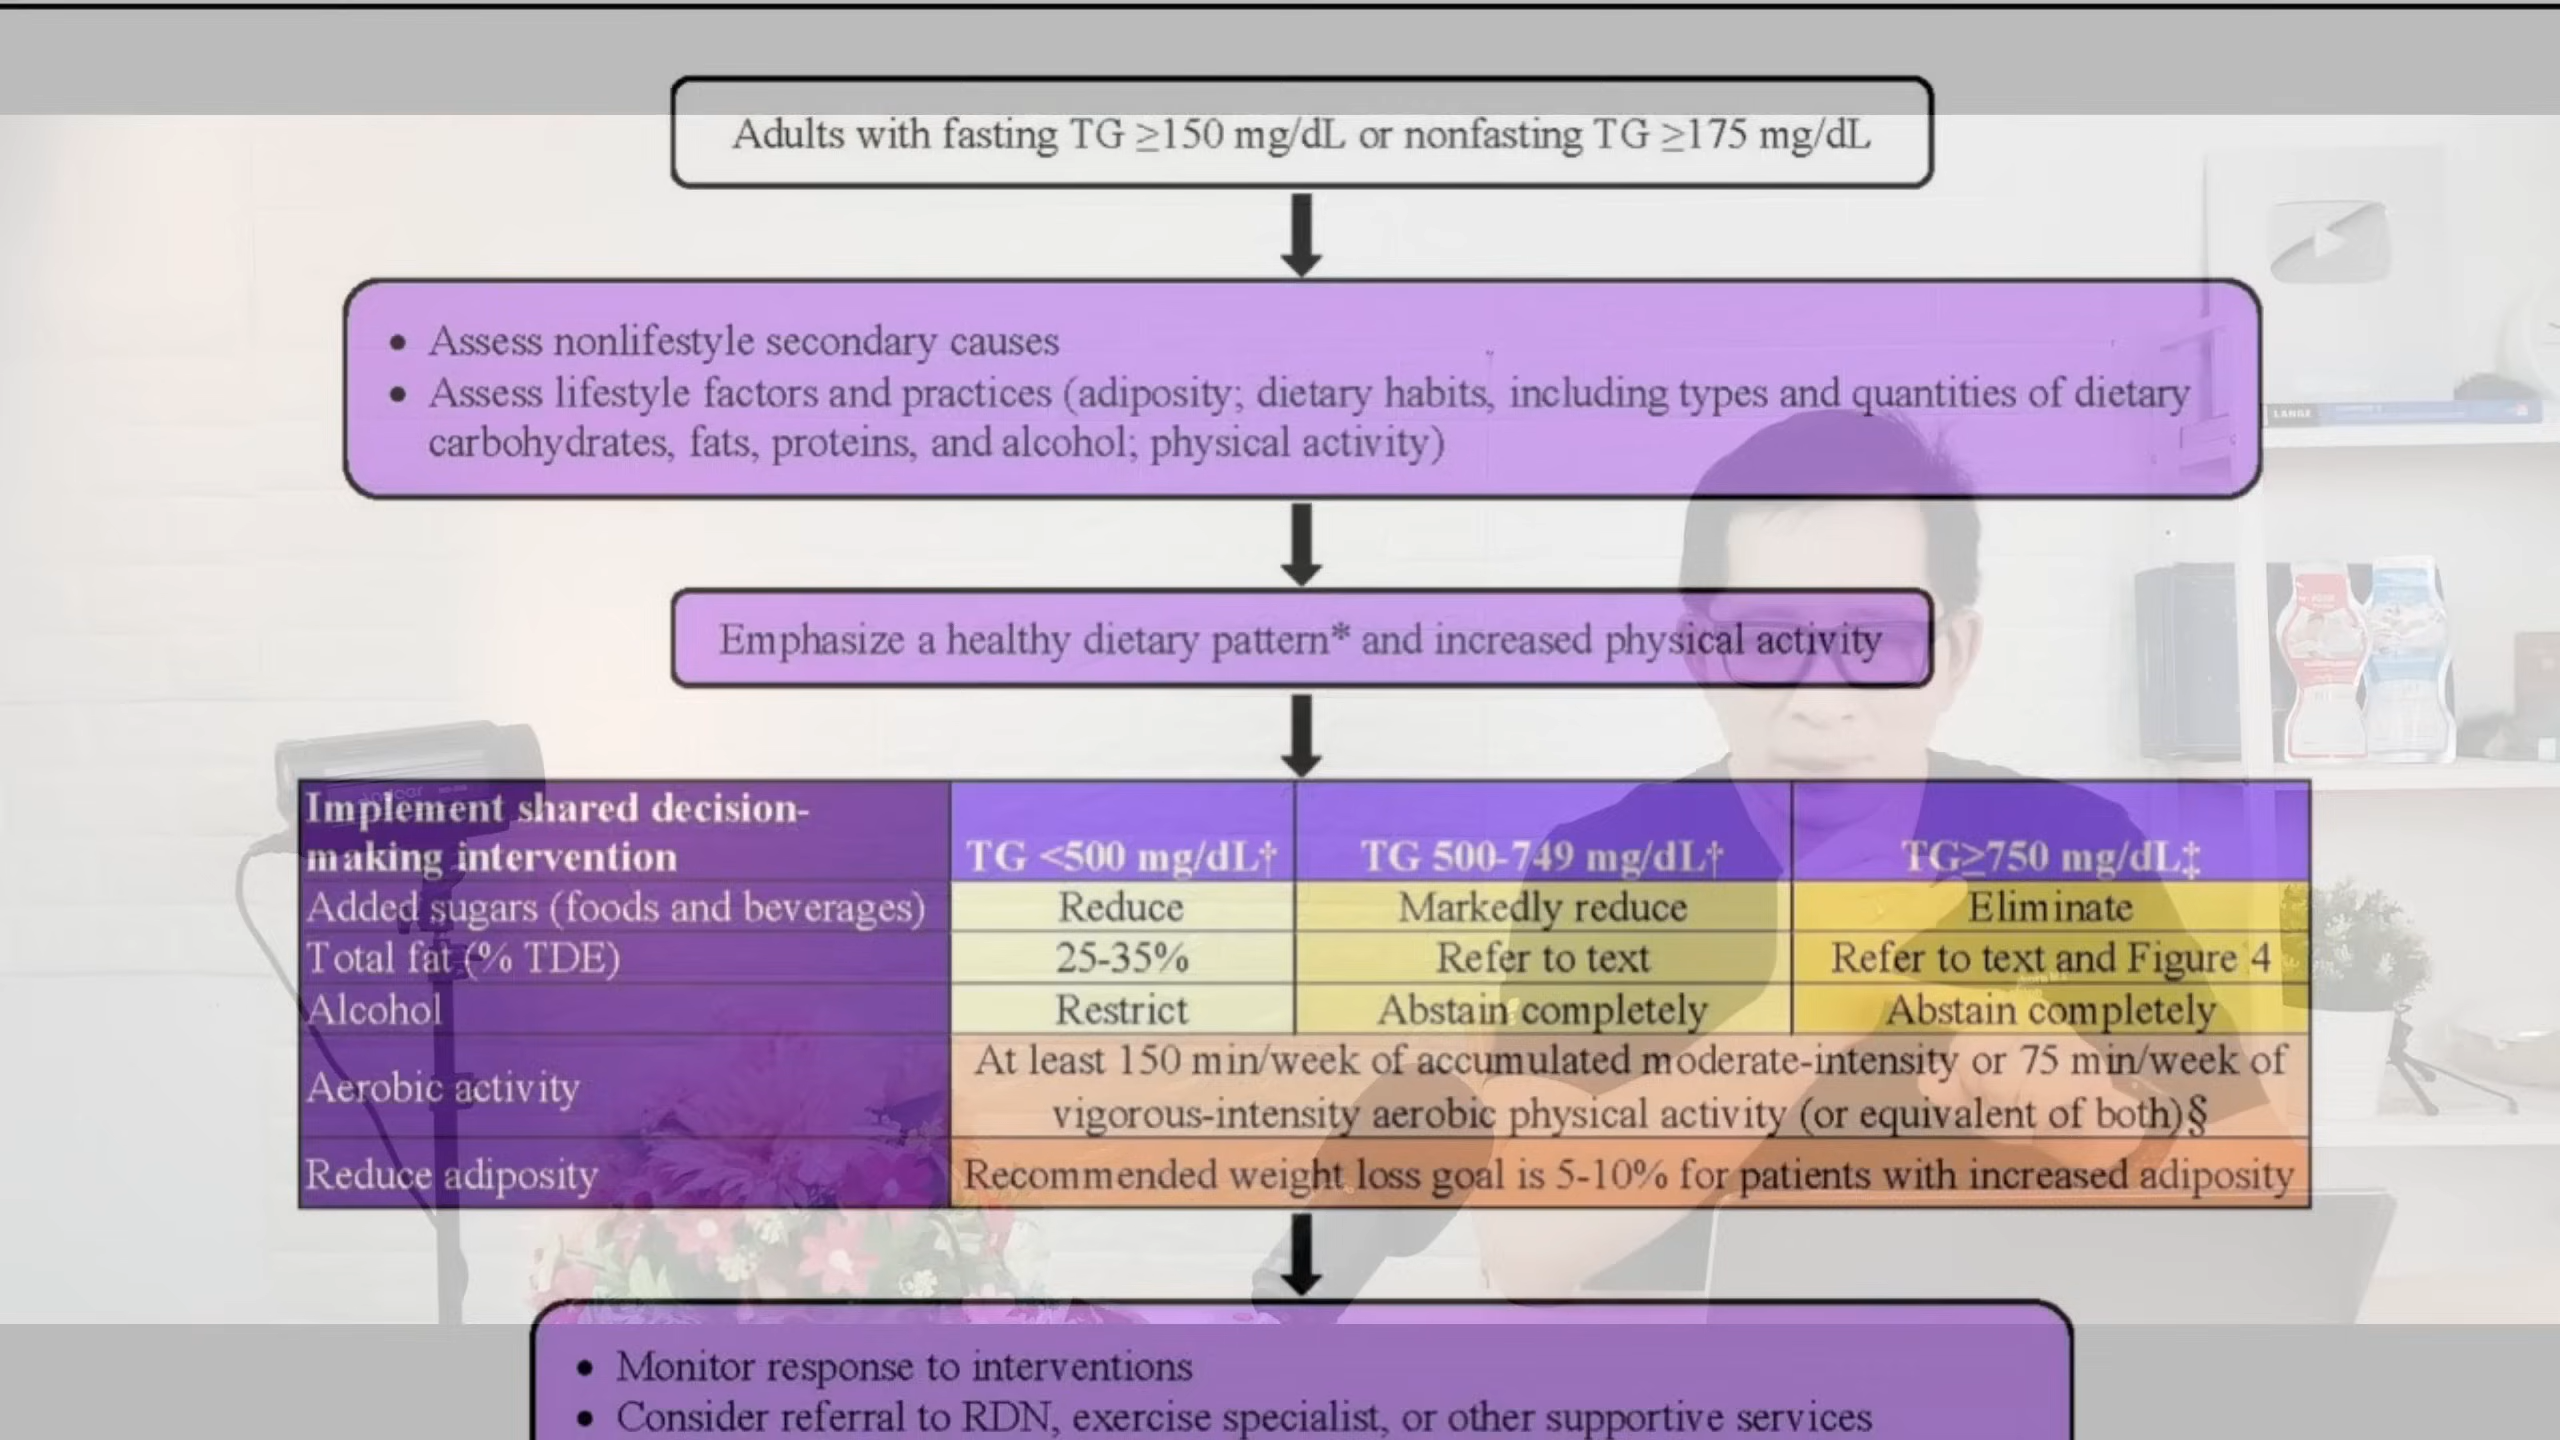 Adults with fasting TG ≥150 mg/dL or nonfasting TG ≥175 mg/dL
• Assess nonlifestyle secondary causes
• Assess lifestyle factors and practices (adiposity; dietary habits, including types and quantities of dietary
carbohydrates, fats, proteins, and alcohol; physical activity)
LANGE
Emphasize a healthy dietary pattern* and increased physical activity
Implement shared decision-
making intervention
TG <500 mg/dL† TG 500-749 mg/dL† TG≥750 mg/dL‡
Added sugars (foods and beverages) Reduce Markedly reduce Eliminate
Total fat (% TDE) 25-35% Refer to text Refer to text and Figure 4
Alcohol Restrict Abstain completely Abstain completely
Aerobic activity
At least 150 min/week of accumulated moderate-intensity or 75 min/week of
vigorous-intensity aerobic physical activity (or equivalent of both)§
Reduce adiposity Recommended weight loss goal is 5-10% for patients with increased adiposity
• Monitor response to interventions
• Consider referral to RDN, exercise specialist, or other supportive services